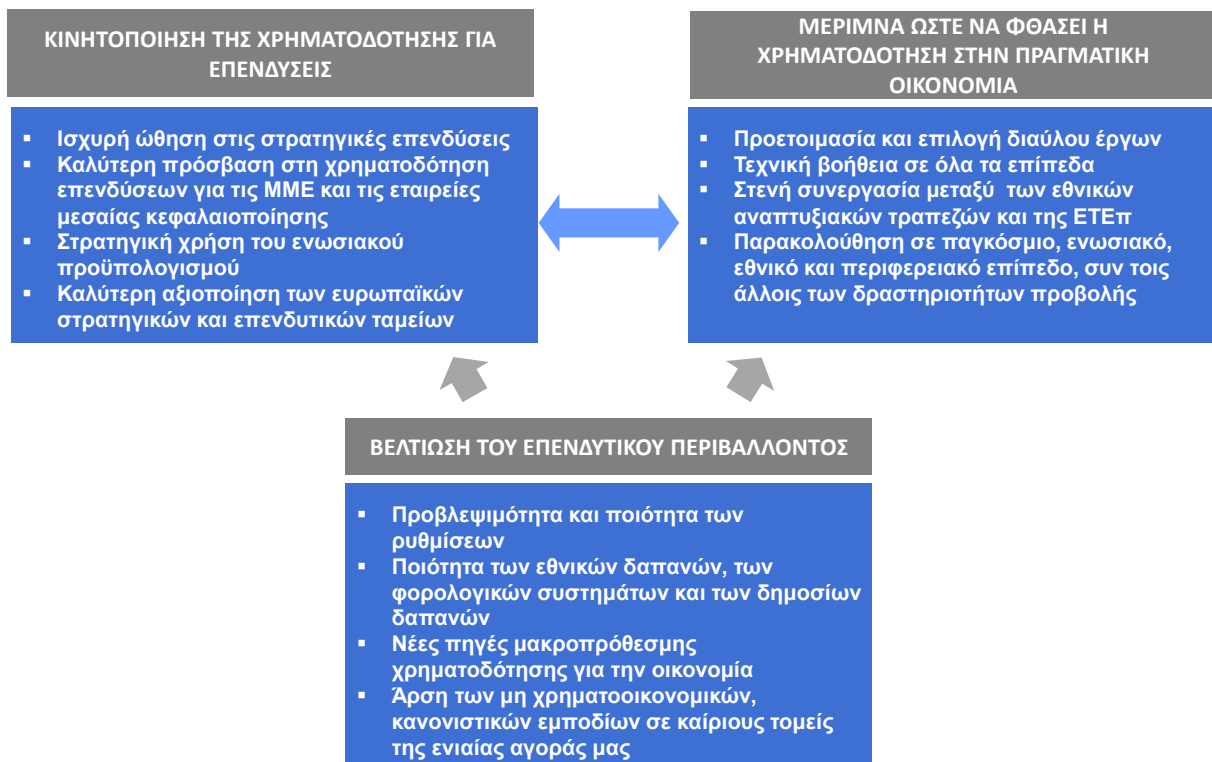 ΚΙΝΗΤΟΠΟΙΗΣΗ ΤΗΣ ΧΡΗΜΑΤΟΔΟΤΗΣΗΣ ΓΙΑ
ΕΠΕΝΔΥΣΕΙΣ
▪ Ισχυρή ώθηση στις στρατηγικές επενδύσεις
▪ Καλύτερη πρόσβαση στη χρηματοδότηση
επενδύσεων για τις ΜΜΕ και τις εταιρείες
μεσαίας κεφαλαιοποίησης
▪ Στρατηγική χρήση του ενωσιακού
προϋπολογισμού
▪ Καλύτερη αξιοποίηση των ευρωπαϊκών
στρατηγικών και επενδυτικών ταμείων
ΜΕΡΙΜΝΑ ΩΣΤΕ ΝΑ ΦΘΑΣΕΙ Η
ΧΡΗΜΑΤΟΔΟΤΗΣΗ ΣΤΗΝ ΠΡΑΓΜΑΤΙΚΗ
ΟΙΚΟΝΟΜΙΑ
▪ Προετοιμασία και επιλογή διαύλου έργων
▪ Τεχνική βοήθεια σε όλα τα επίπεδα
▪ Στενή συνεργασία μεταξύ των εθνικών
αναπτυξιακών τραπεζών και της ΕΤΕπ
▪ Παρακολούθηση σε παγκόσμιο, ενωσιακό,
εθνικό και περιφερειακό επίπεδο, συν τοις
άλλοις των δραστηριοτήτων προβολής
ΒΕΛΤΙΩΣΗ ΤΟΥ ΕΠΕΝΔΥΤΙΚΟΥ ΠΕΡΙΒΑΛΛΟΝΤΟΣ
▪ Προβλεψιμότητα και ποιότητα των
ρυθμίσεων
▪ Ποιότητα των εθνικών δαπανών, των
φορολογικών συστημάτων και των δημοσίων
δαπανών
▪ Νέες πηγές μακροπρόθεσμης
χρηματοδότησης για την οικονομία
▪ Άρση των μη χρηματοοικονομικών,
κανονιστικών εμποδίων σε καίριους τομείς
της ενιαίας αγοράς μας